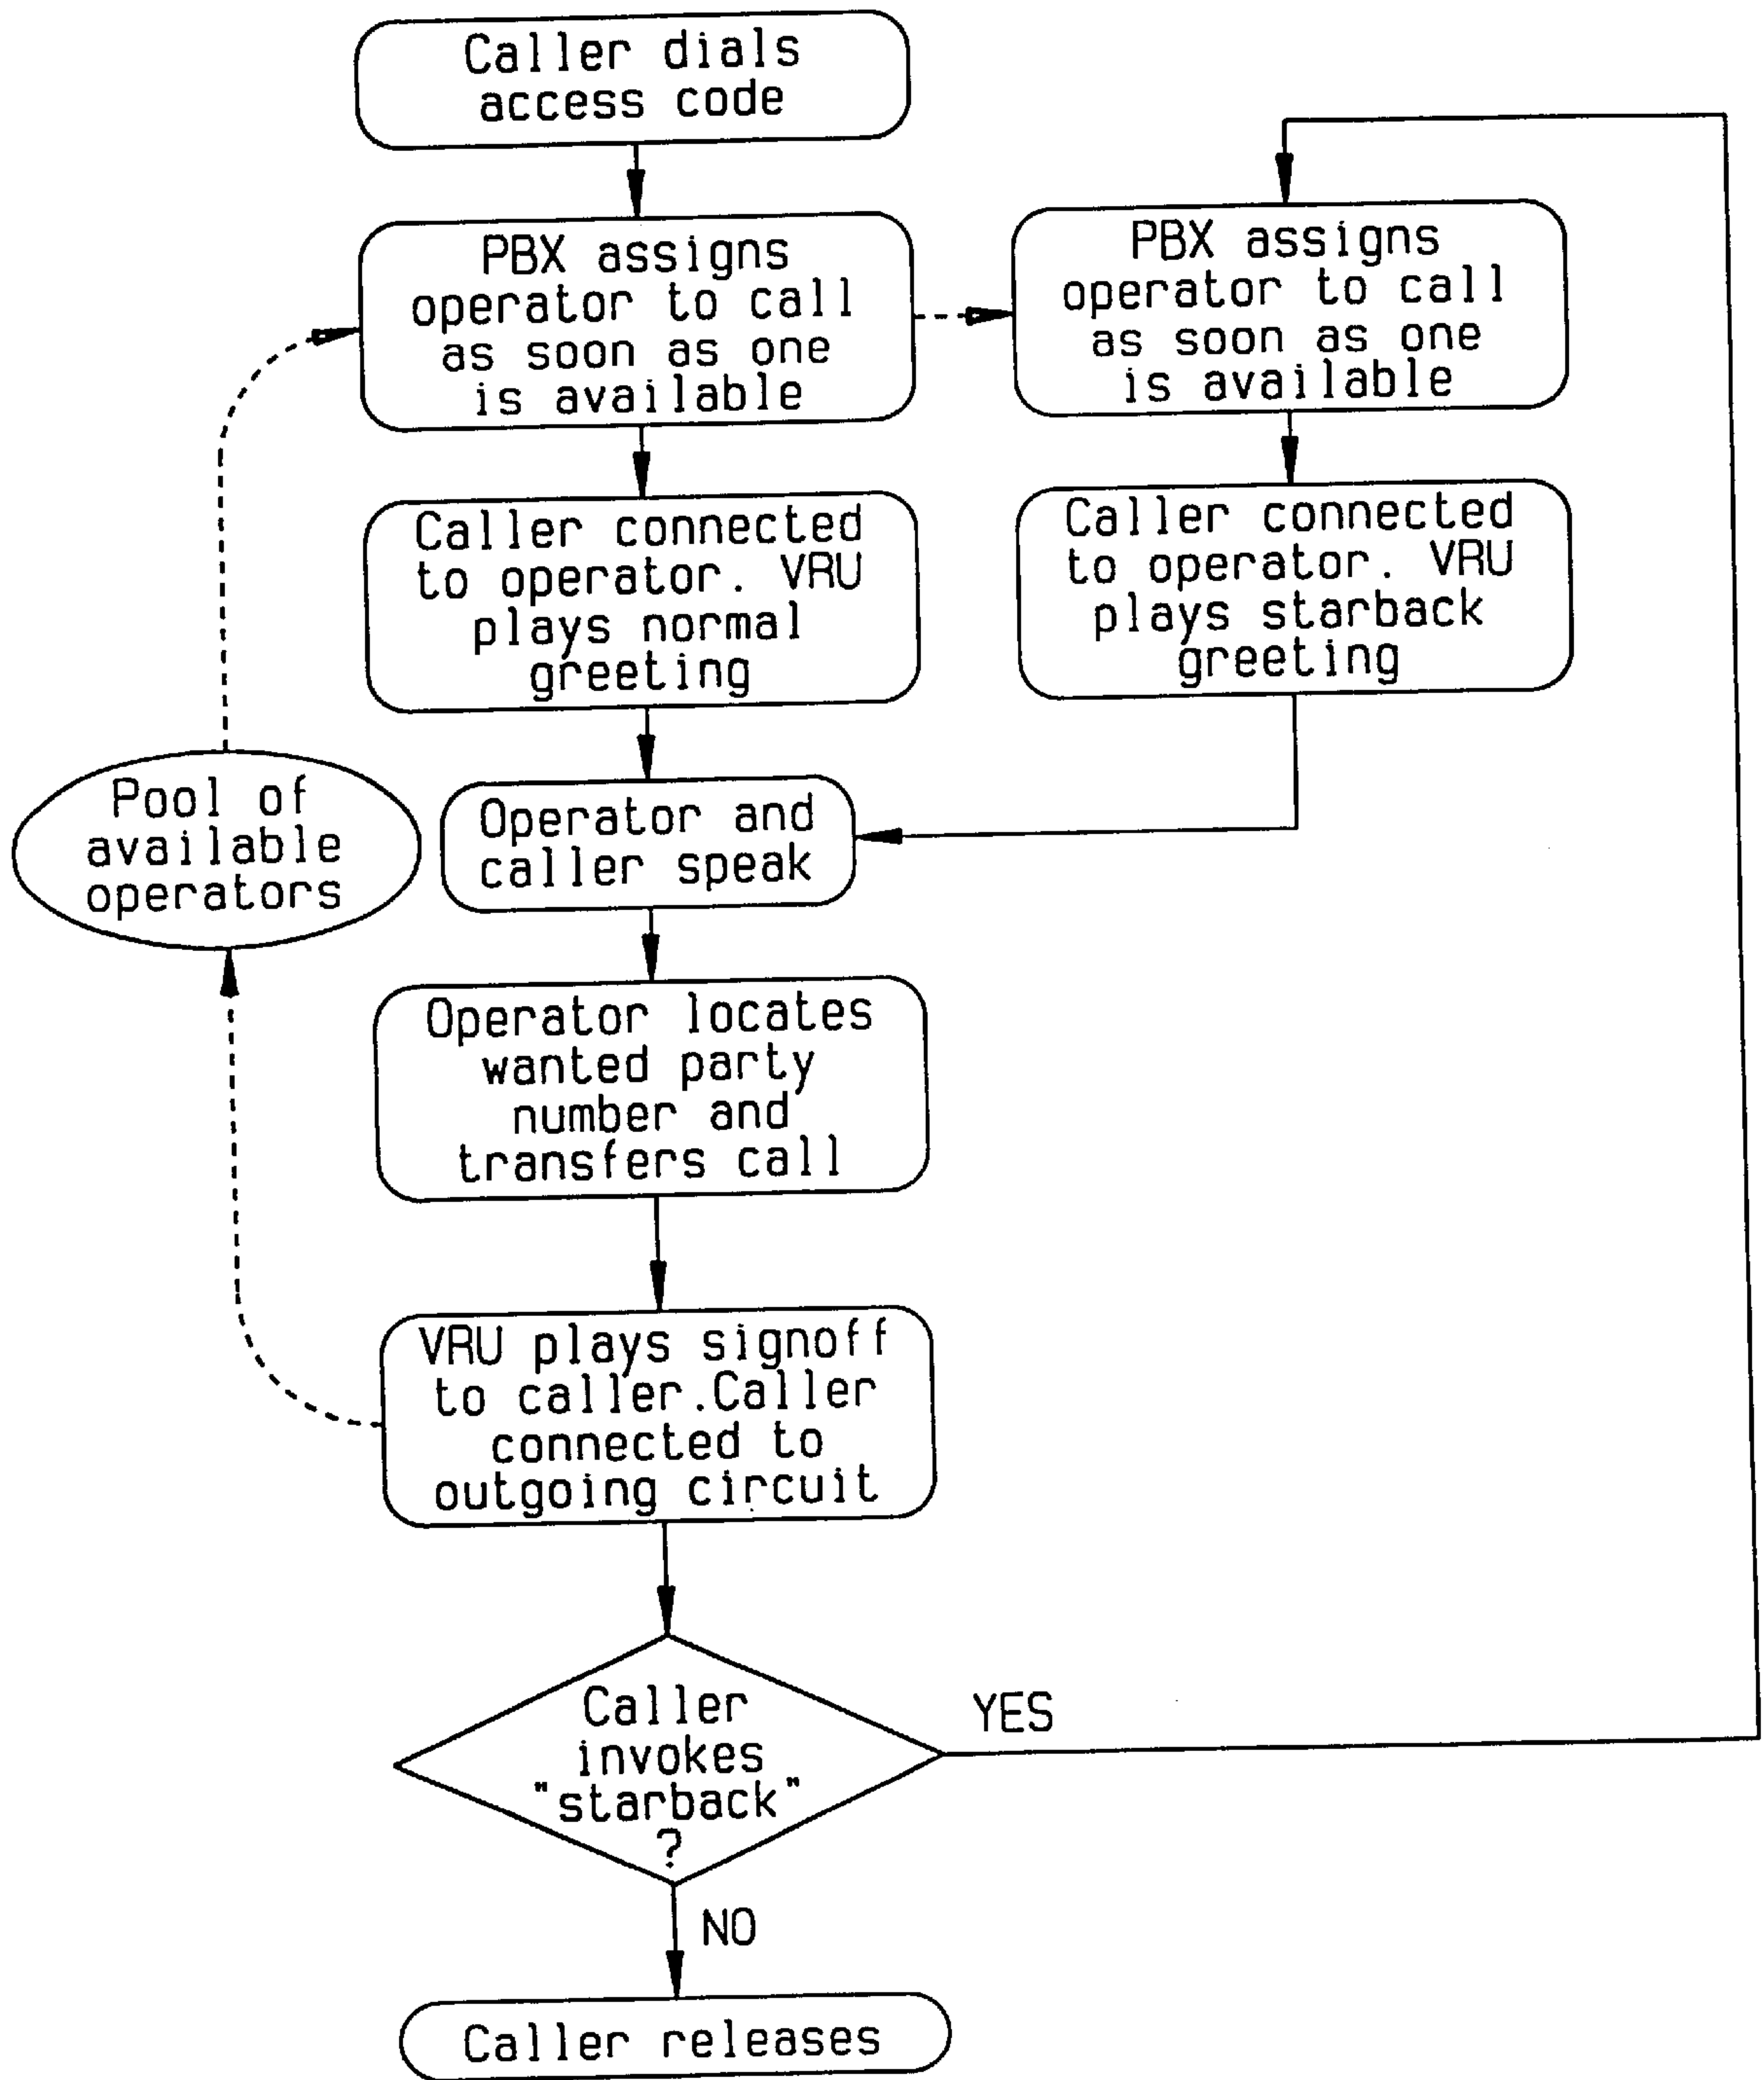 Caller dials
access code
PBX assigns
operator to call
as soon as one
is available
PBX assigns
operator to call
as soon as one
is available
Caller connected
to operator. VRU
plays normal
greeting
Caller connected
to operator. VRU
plays starback
greeting
Pool of
available
operators
Operator and
caller speak
Operator locates
wanted party
number and
transfers call
VRU plays signoff
to caller.Caller
connected to
outgoing circuit
Caller
invokes
"starback"
?
YES
NO
Caller releases